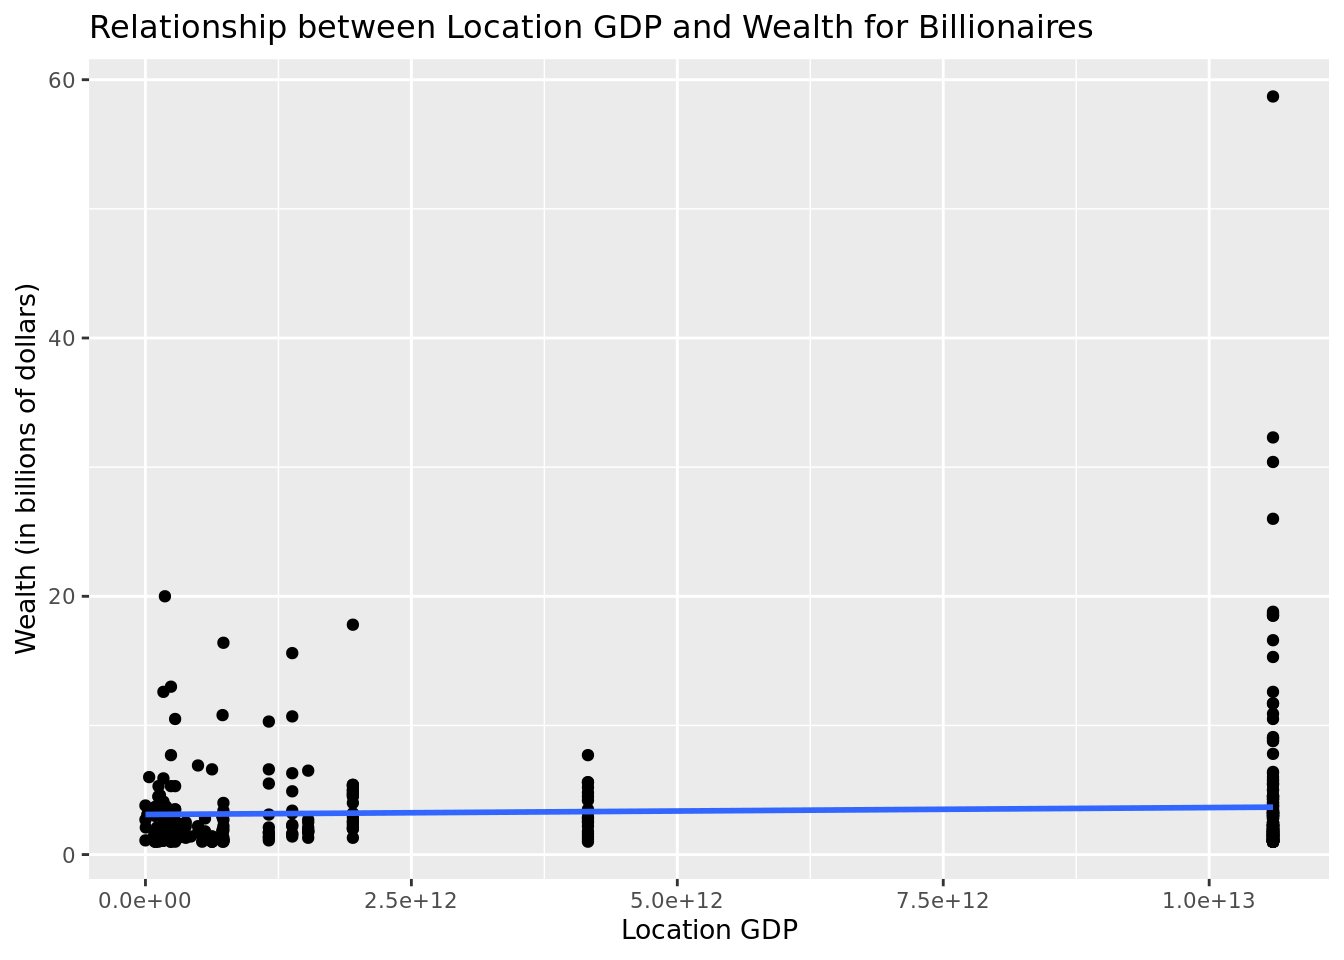 Relationship between Location GDP and Wealth for Billionaires
Wealth (in billions of dollars)
60
40
20
0
0.0e+00
2.5e+12
5.0e+12
7.5e+12
1.0e+13
Location GDP